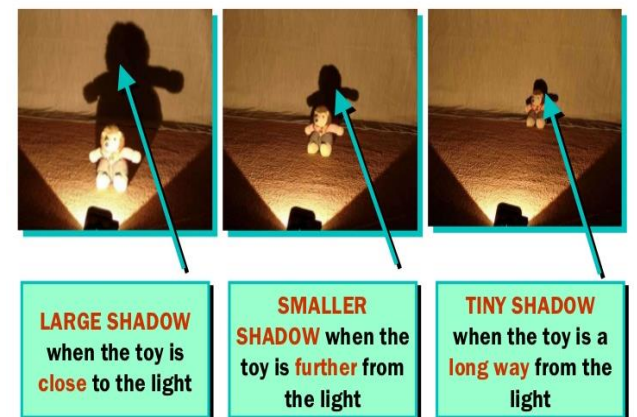 LARGE SHADOW
when the toy is
close to the light
SMALLER
SHADOW when the
toy is further from
the light
TINY SHADOW
when the toy is a
long way from the
light